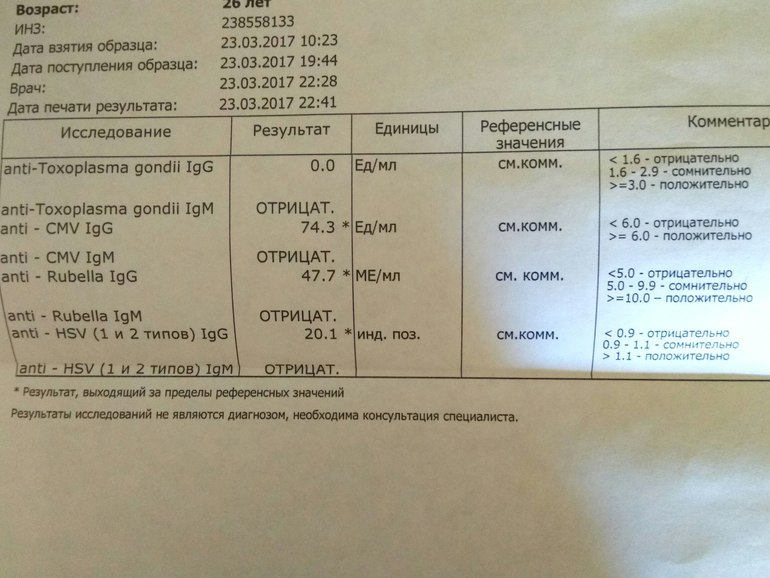 Возраст: 26 лет
ИНЗ: 238558133
Дата взятия образца: 23.03.2017 10:23
Дата поступления образца: 23.03.2017 19:44
Врач: 23.03.2017 22:28
Дата печати результата: 23.03.2017 22:41
Исследование Результат Единицы Референсные значения Комментар
anti-Toxoplasma gondii IgG 0.0 Ед/мл см.комм. < 1.6 - отрицательно
1.6 - 2.9 - сомнительно
>=3.0 - положительно
anti-Toxoplasma gondii IgM ОТРИЦАТ.
anti - CMV IgG 74.3 * Ед/мл см.комм. < 6.0 - отрицательно
>= 6.0 - положительно
anti - CMV IgM ОТРИЦАТ.
anti - Rubella IgG 47.7 * МЕ/мл см. комм. <5.0 - отрицательно
5.0 - 9.9 - сомнительно
>=10.0 – положительно
anti - Rubella IgM ОТРИЦАТ.
anti - HSV (1 и 2 типов) IgG 20.1 * инд. поз. см.комм. < 0.9 - отрицательно
0.9 - 1.1 - сомнительно
> 1.1 - положительно
anti - HSV (1 и 2 типов) IgM ОТРИЦАТ.
* Результат, выходящий за пределы референсных значений
Результаты исследований не являются диагнозом, необходима консультация специалиста.